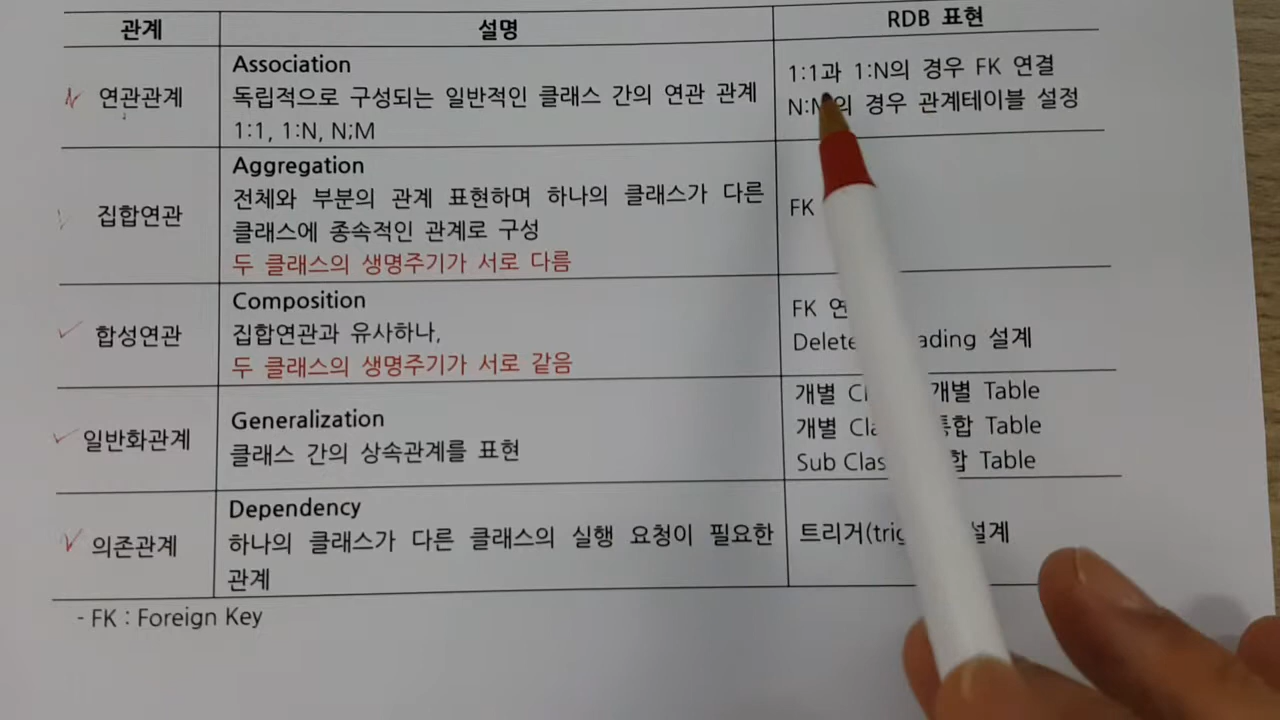 관계 설명 RDB 표현
연관관계
Association
독립적으로 구성되는 일반적인 클래스 간의 연관 관계
1:1, 1:N, N;M
1:1과 1:N의 경우 FK 연결
경우 관계테이블 설정
집합연관
Aggregation
전체와 부분의 관계 표현하며 하나의 클래스가 다른
클래스에 종속적인 관계로 구성
두 클래스의 생명주기가 서로 다름
FK
합성연관
Composition
집합연관과 유사하나,
두 클래스의 생명주기가 서로 같음
FK
설계
일반화관계
Generalization
클래스 간의 상속관계를 표현
개별 개별 Table
개별 Table
Sub Table
의존관계
Dependency
하나의 클래스가 다른 클래스의 실행 요청이 필요한
관계
- FK : Foreign Key